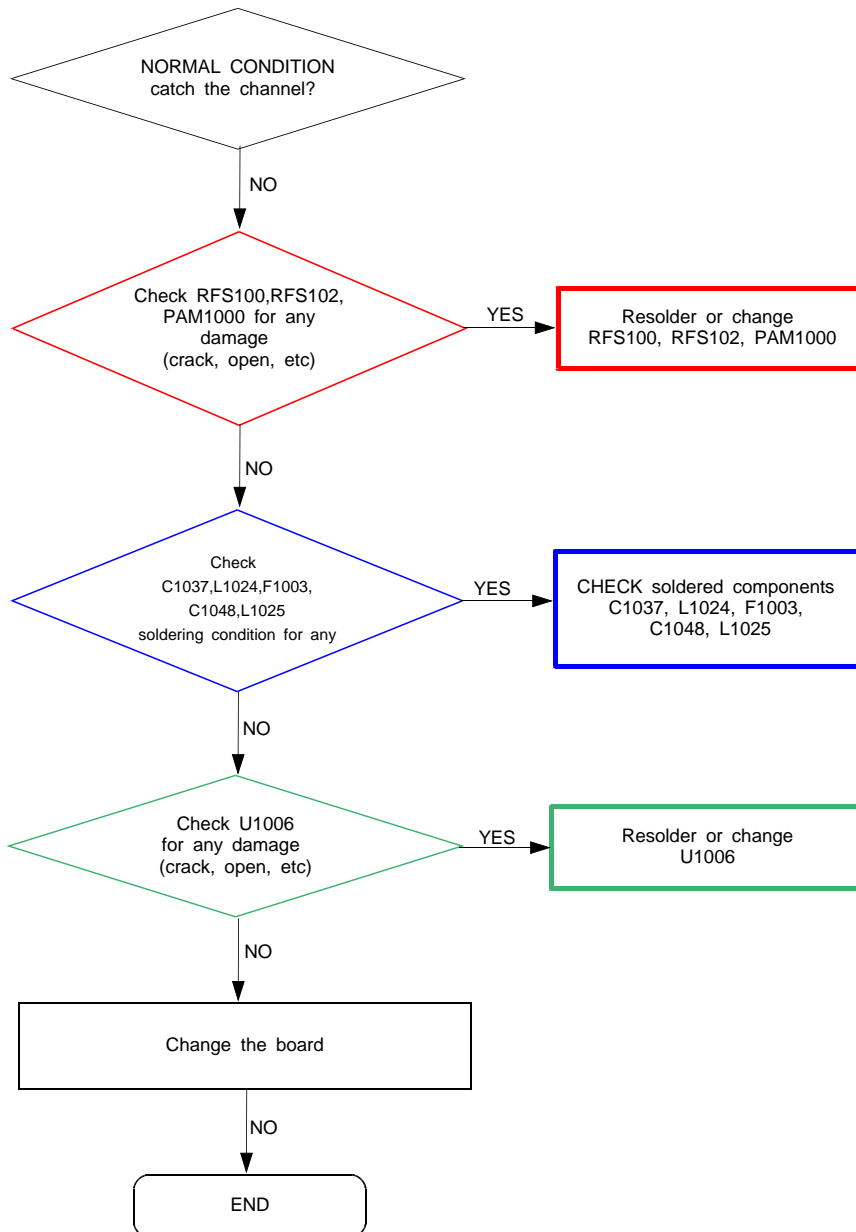 NORMAL CONDITION
catch the channel?
NO
Check RFS100,RFS102,
PAM1000 for any
damage
(crack, open, etc)
YES
Resolder or change
RFS100, RFS102, PAM1000
NO
Check
C1037,L1024,F1003,
C1048,L1025
soldering condition for any
YES
CHECK soldered components
C1037, L1024, F1003,
C1048, L1025
NO
Check U1006
for any damage
(crack, open, etc)
YES
Resolder or change
U1006
NO
Change the board
NO
END